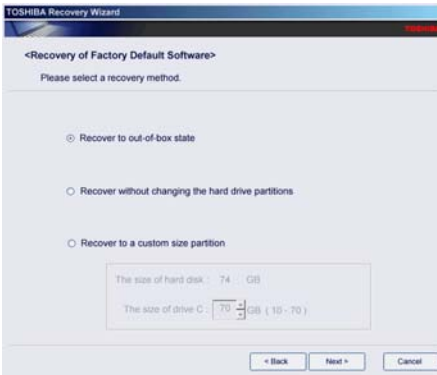 TOSHIBA Recovery Wizard
TOSHIBA
<Recovery of Factory Default Software>
Please select a recovery method.
Recover to out-of-box state
Recover without changing the hard drive partitions
Recover to a custom size partition
The size of hard disk : 74 GB
The size of drive C : 70 GB ( 10 - 70 )
< Back Next > Cancel